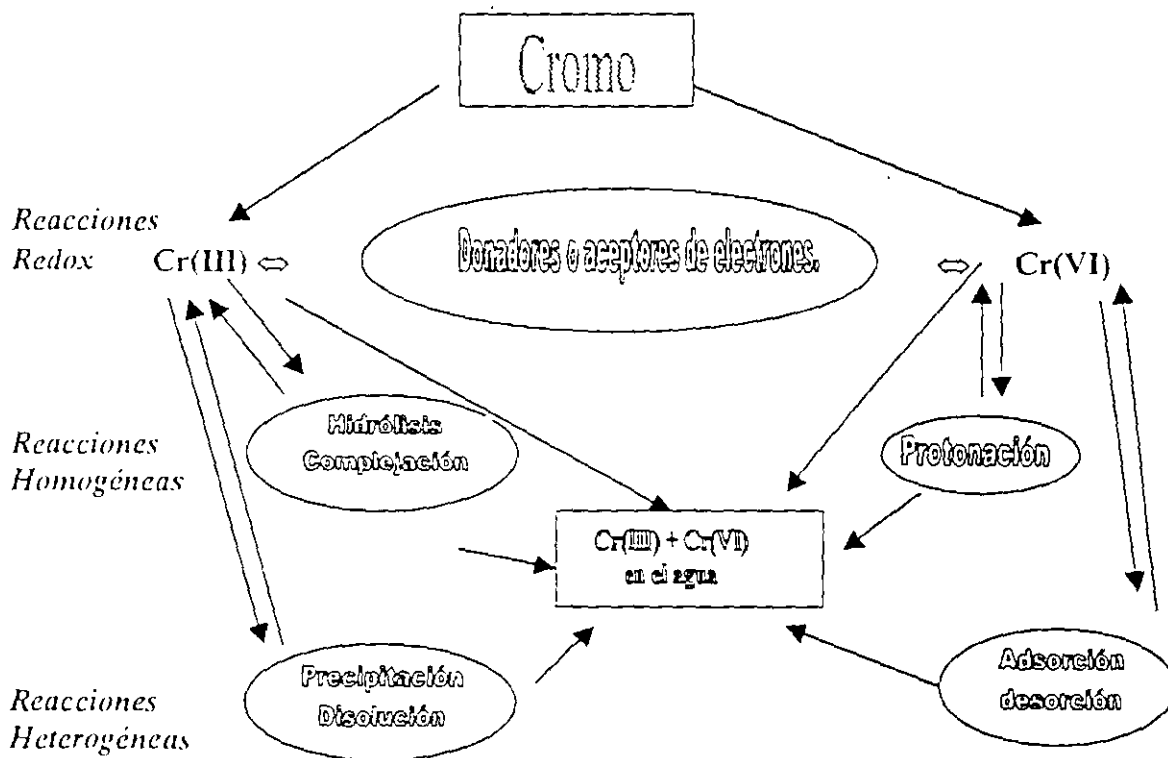 Cromo
Reacciones
Redox
Cr(III) ⇔
Donadores o aceptores de electrones.
⇔ Cr(VI)
Reacciones
Homogéneas
Hidrólisis
Complejación
Protonación
Cr(III) + Cr(VI)
en el agua
Reacciones
Heterogéneas
Precipitación
Disolución
Adsorción
desorción